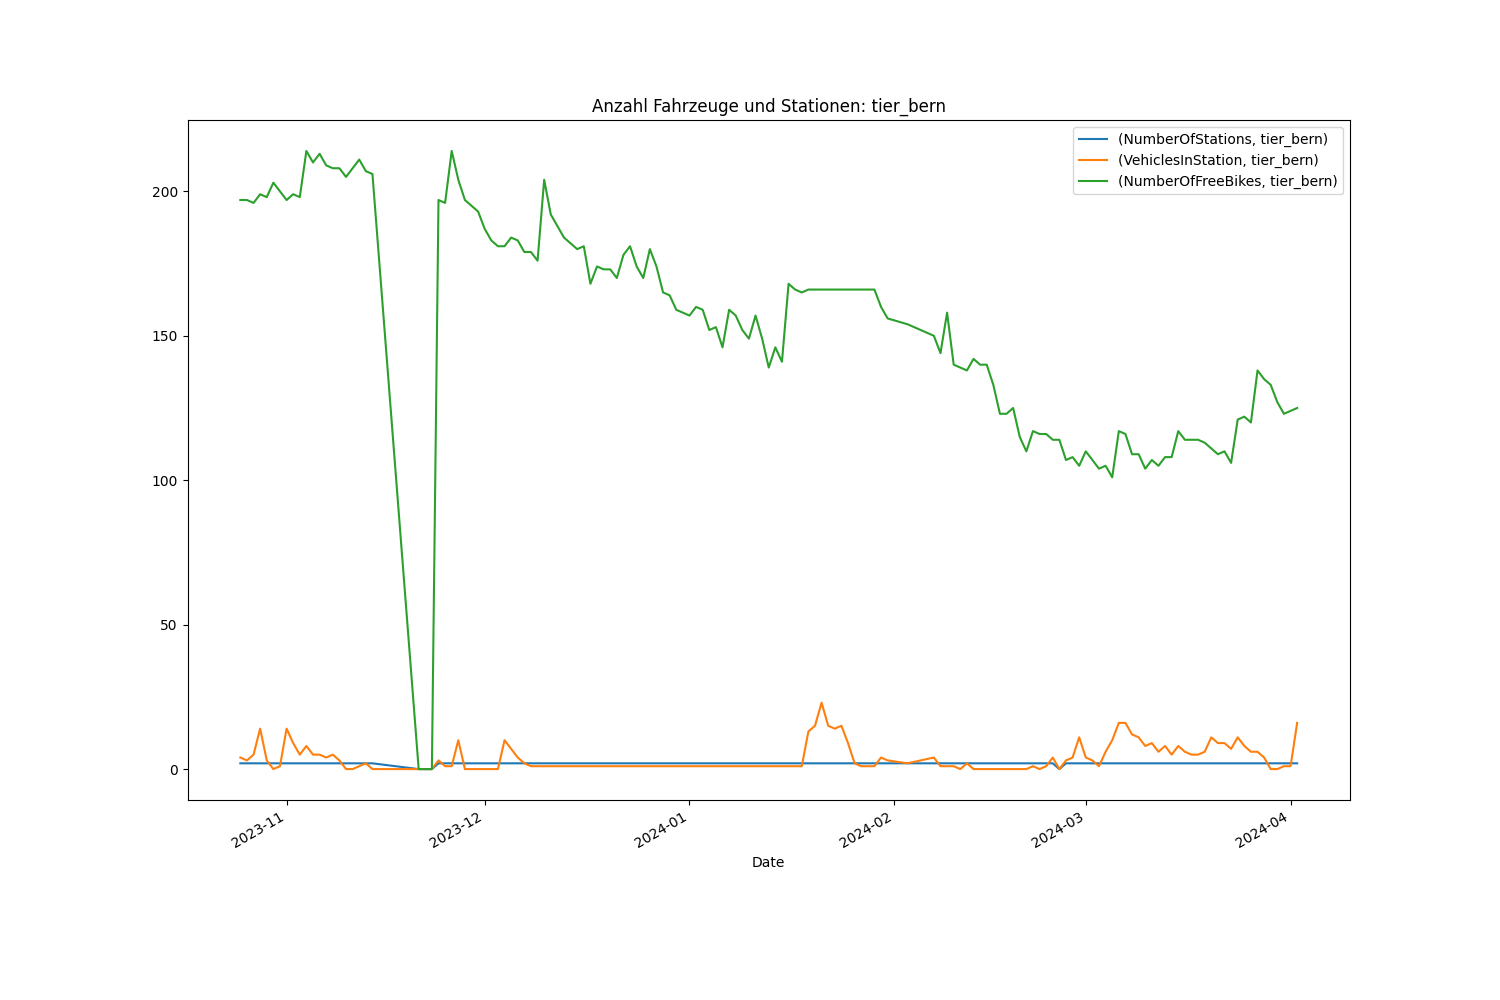 Anzahl Fahrzeuge und Stationen: tier_bern
(NumberOfStations, tier_bern)
(VehiclesInStation, tier_bern)
(NumberOfFreeBikes, tier_bern)
200
150
100
50
0
2023-11
2023-12
2024-01
2024-02
2024-03
2024-04
Date